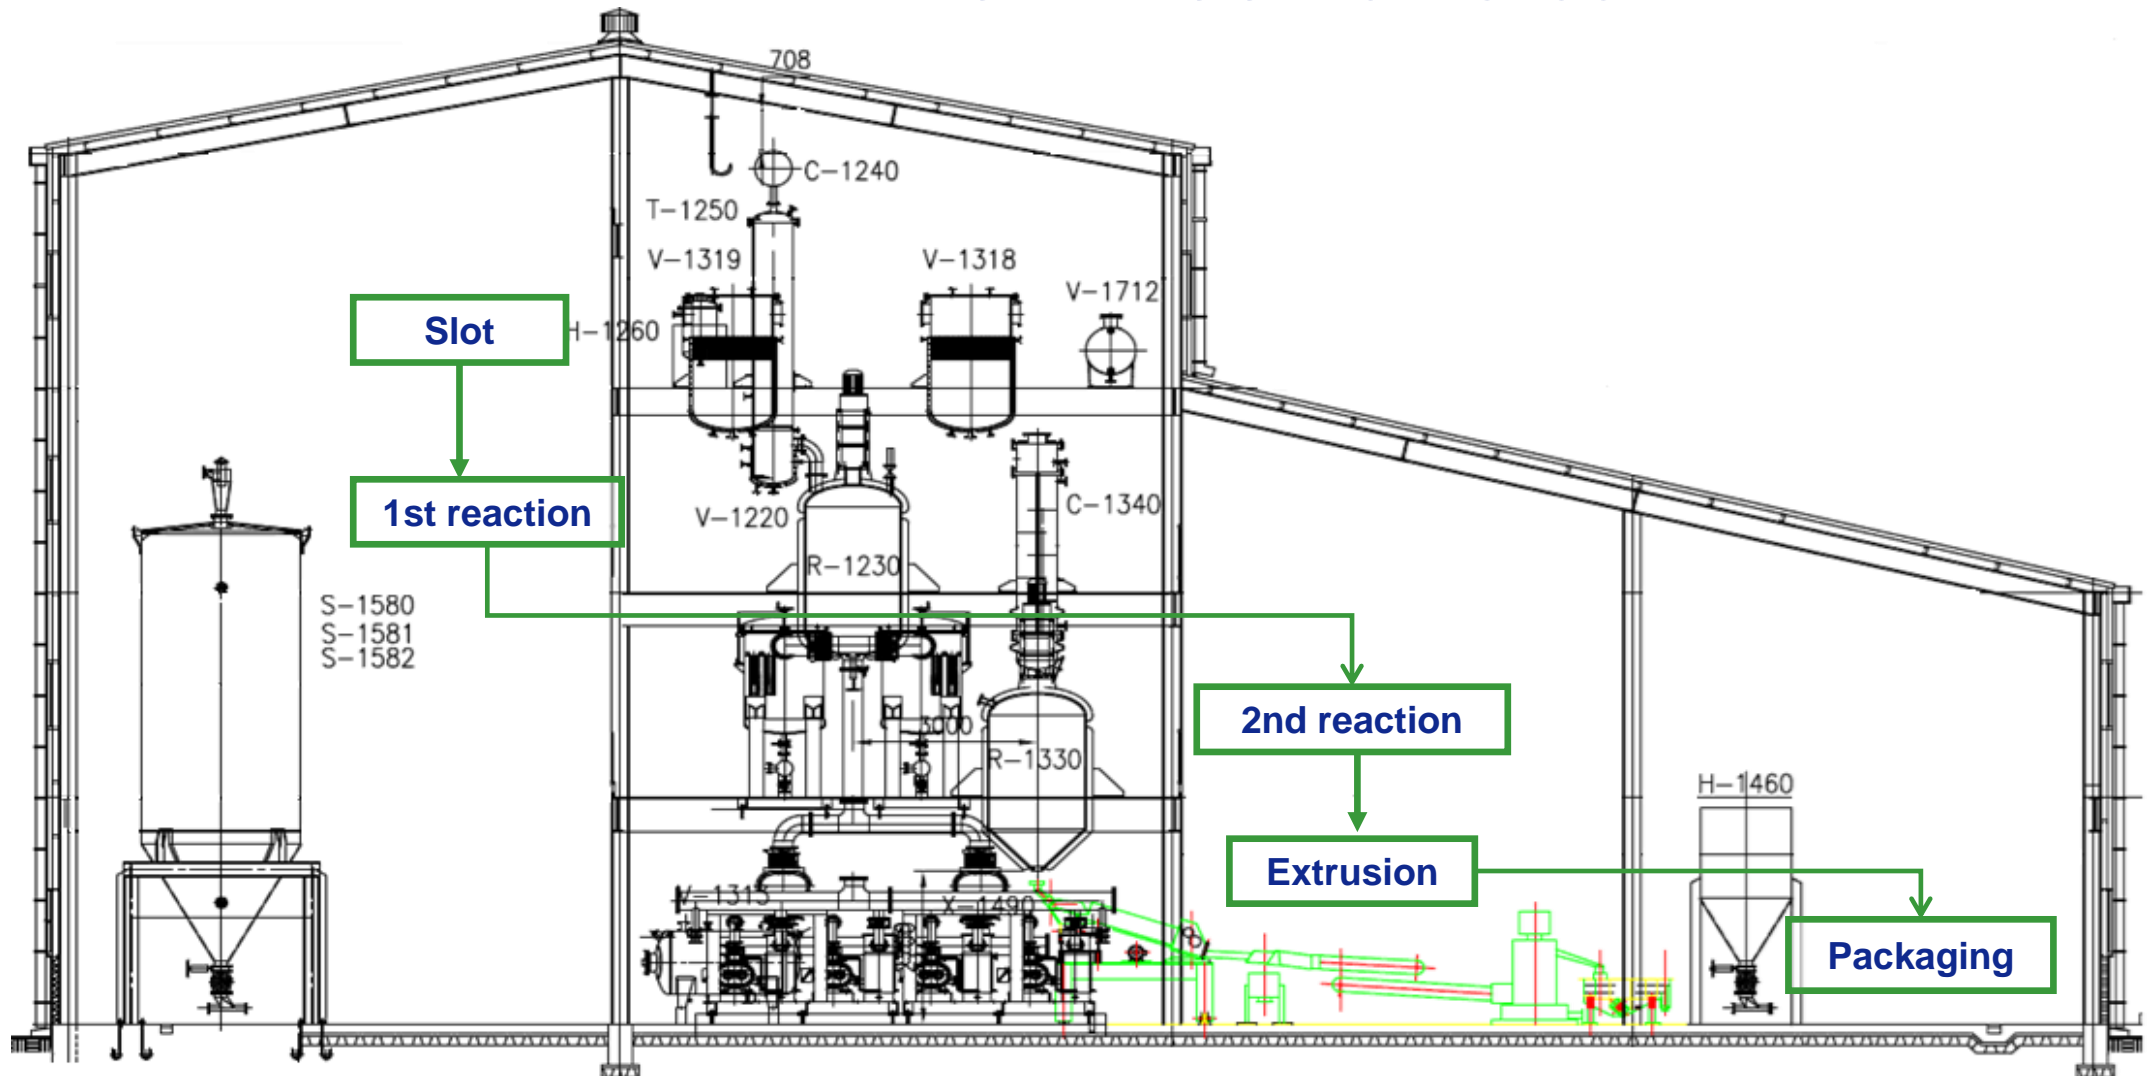 708
C-1240
T-1250
V-1319
V-1318
V-1712
Slot
H-1260
1st reaction
V-1220
C-1340
R-1230
S-1580
S-1581
S-1582
2nd reaction
3000
R-1330
H-1460
Extrusion
V-1313
X-1490
Packaging